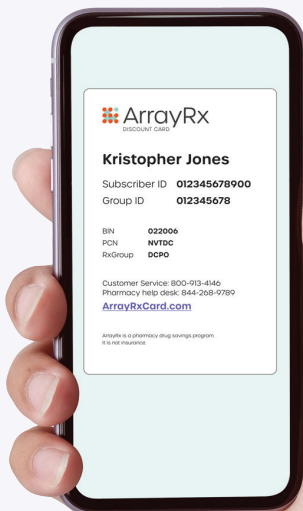 ArrayRx
DISCOUNT CARD
Kristopher Jones
Subscriber ID 012345678900
Group ID 012345678
BIN 022006
PCN NVTDC
RxGroup DCPO
Customer Service: 800-913-4146
Pharmacy help desk: 844-268-9789
ArrayRxCard.com
ArrayRx is a pharmacy drug savings program
It is not insurance